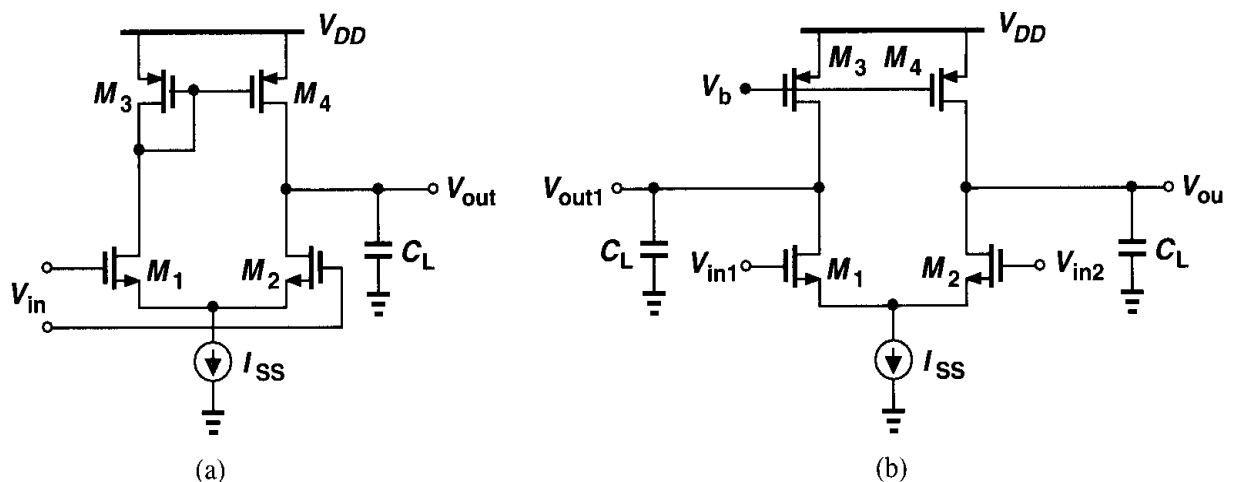 V_DD
M_3
M_4
V_out
C_L
M_1
M_2
V_in
I_SS
(a)
V_DD
M_3
M_4
V_b
V_out1
V_ou
C_L
C_L
V_in1
M_1
M_2
V_in2
I_SS
(b)